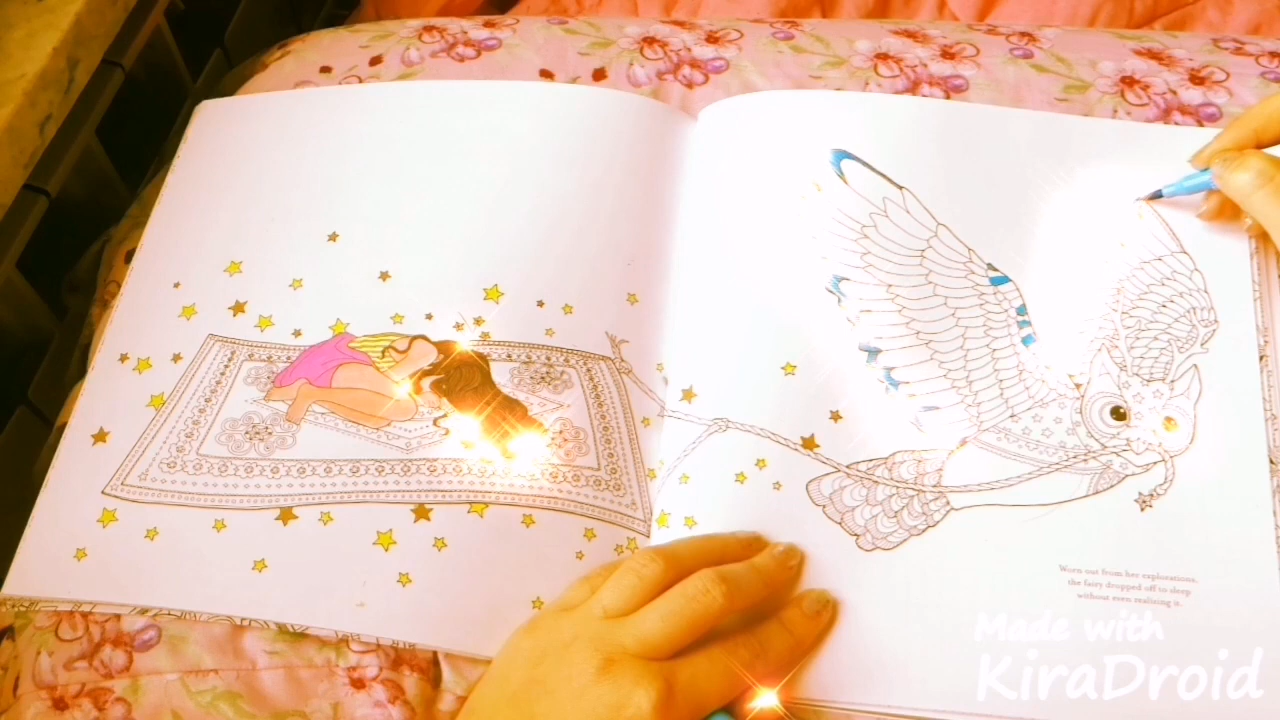 Worn out from her explorations,
the fairy dropped off to sleep
without even realising it.
Made with
KiraDroid